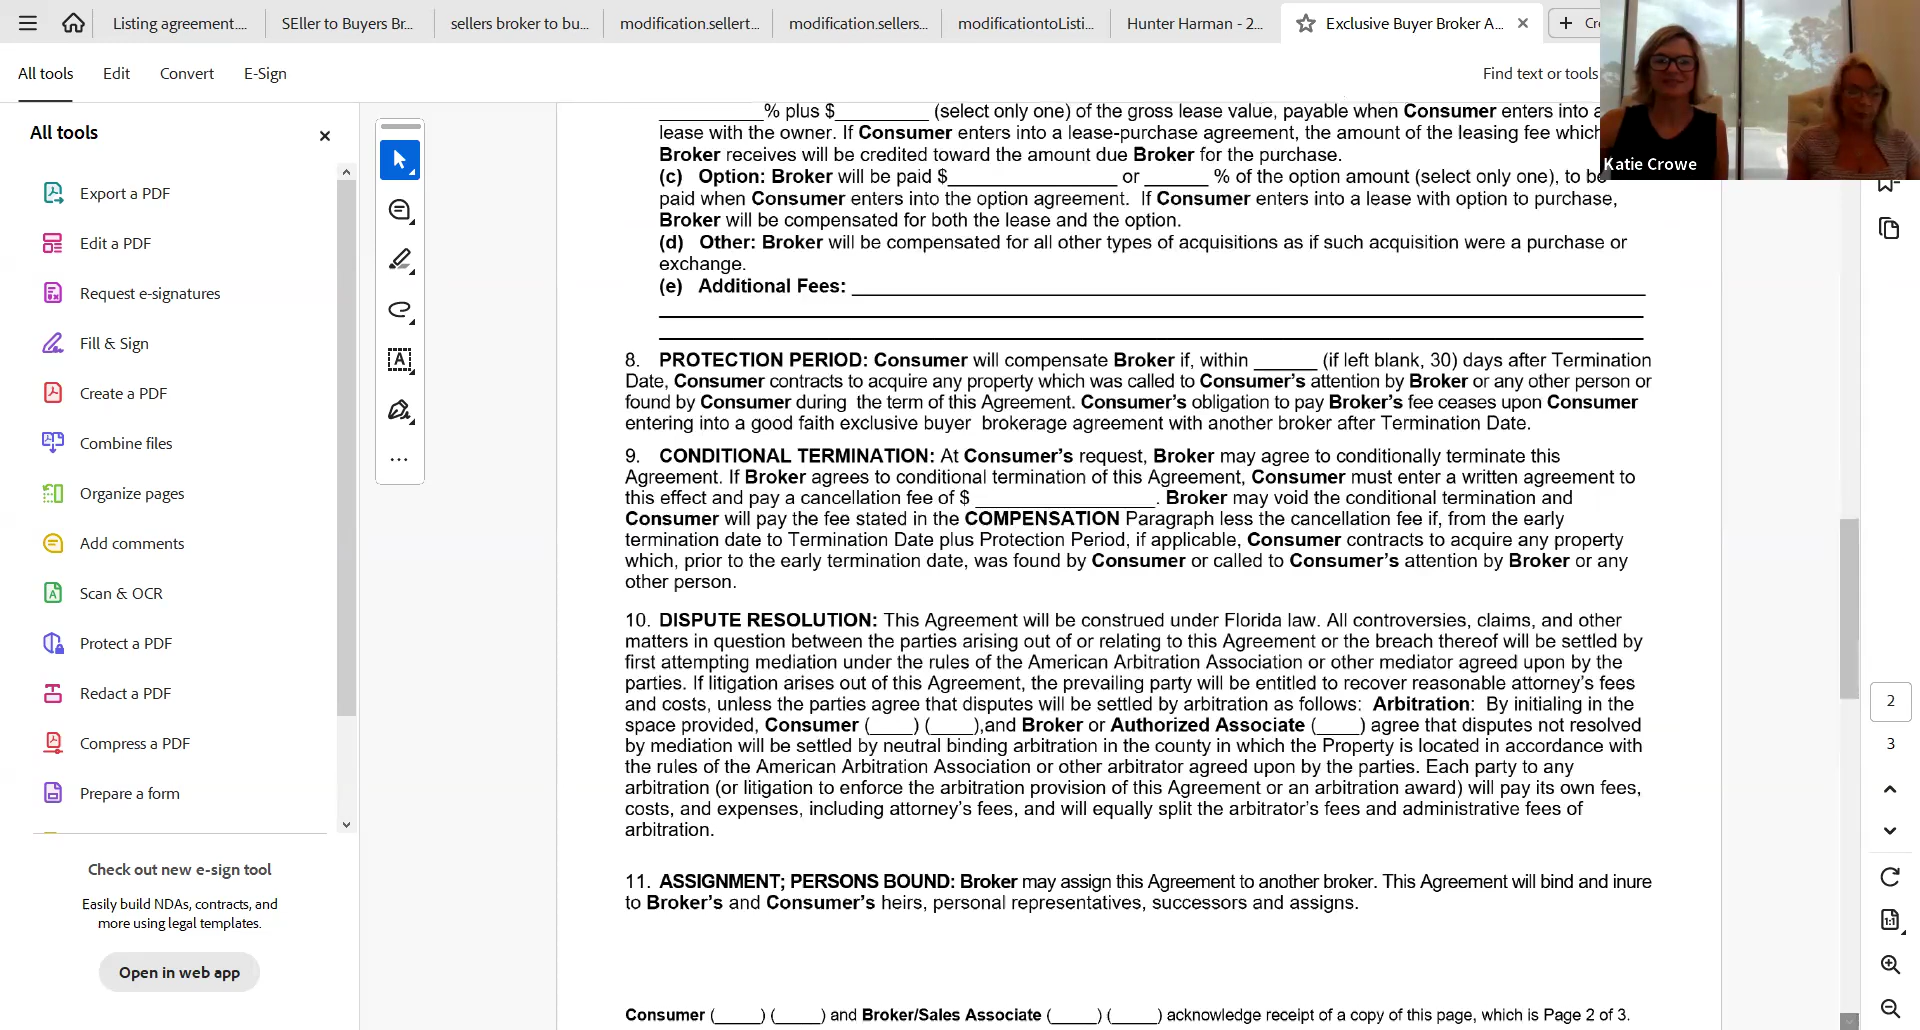 Listing agreement....
SEller to Buyers Br...
sellers broker to bu...
modification.sellert...
modification.sellers...
modificationtoListi...
Hunter Harman - 2...
Exclusive Buyer Broker A...
All tools
Edit
Convert
E-Sign
Find text or tools
Katie Crowe
All tools
Export a PDF
Edit a PDF
Request e-signatures
Fill & Sign
Create a PDF
Combine files
Organize pages
Add comments
Scan & OCR
Protect a PDF
Redact a PDF
Compress a PDF
Prepare a form
Check out new e-sign tool
Easily build NDAs, contracts, and
more using legal templates.
Open in web app
__________% plus $_________ (select only one) of the gross lease value, payable when Consumer enters into a
lease with the owner. If Consumer enters into a lease-purchase agreement, the amount of the leasing fee which
Broker receives will be credited toward the amount due Broker for the purchase.
(c) Option: Broker will be paid $________________ or ______ % of the option amount (select only one), to be
paid when Consumer enters into the option agreement. If Consumer enters into a lease with option to purchase,
Broker will be compensated for both the lease and the option.
(d) Other: Broker will be compensated for all other types of acquisitions as if such acquisition were a purchase or
exchange.
(e) Additional Fees: ______________
8. PROTECTION PERIOD: Consumer will compensate Broker if, within ______ (if left blank, 30) days after Termination
Date, Consumer contracts to acquire any property which was called to Consumer's attention by Broker or any other person or
found by Consumer during the term of this Agreement. Consumer's obligation to pay Broker's fee ceases upon Consumer
entering into a good faith exclusive buyer brokerage agreement with another broker after Termination Date.
9. CONDITIONAL TERMINATION: At Consumer's request, Broker may agree to conditionally terminate this
Agreement. If Broker agrees to conditional termination of this Agreement, Consumer must enter a written agreement to
this effect and pay a cancellation fee of $ _________________. Broker may void the conditional termination and
Consumer will pay the fee stated in the COMPENSATION Paragraph less the cancellation fee if, from the early
termination date to Termination Date plus Protection Period, if applicable, Consumer contracts to acquire any property
which, prior to the early termination date, was found by Consumer or called to Consumer's attention by Broker or any
other person.
10. DISPUTE RESOLUTION: This Agreement will be construed under Florida law. All controversies, claims, and other
matters in question between the parties arising out of or relating to this Agreement or the breach thereof will be settled by
first attempting mediation under the rules of the American Arbitration Association or other mediator agreed upon by the
parties. If litigation arises out of this Agreement, the prevailing party will be entitled to recover reasonable attorney's fees
and costs, unless the parties agree that disputes will be settled by arbitration as follows: Arbitration: By initialing in the
space provided, Consumer (____) (____),and Broker or Authorized Associate (____) agree that disputes not resolved
by mediation will be settled by neutral binding arbitration in the county in which the Property is located in accordance with
the rules of the American Arbitration Association or other arbitrator agreed upon by the parties. Each party to any
arbitration (or litigation to enforce the arbitration provision of this Agreement or an arbitration award) will pay its own fees,
costs, and expenses, including attorney's fees, and will equally split the arbitrator's fees and administrative fees of
arbitration.
11. ASSIGNMENT; PERSONS BOUND: Broker may assign this Agreement to another broker. This Agreement will bind and inure
to Broker's and Consumer's heirs, personal representatives, successors and assigns.
Consumer (_____) (_____) and Broker/Sales Associate (_____) (_____) acknowledge receipt of a copy of this page, which is Page 2 of 3.
2
3